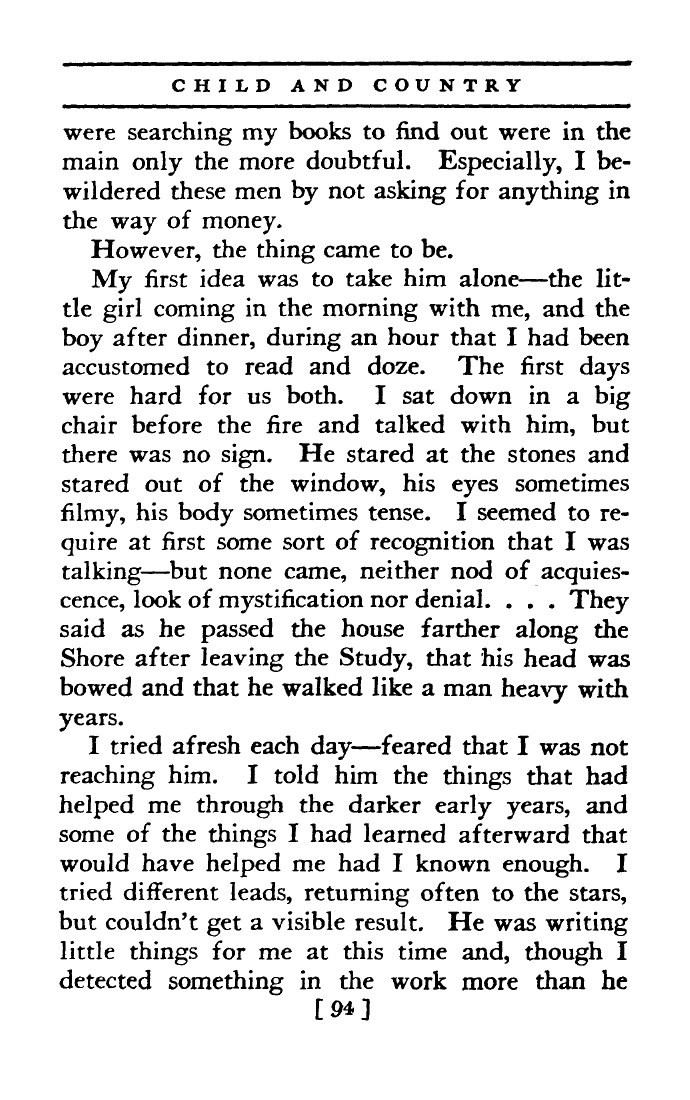 CHILD AND COUNTRY
were searching my books to find out were in the
main only the more doubtful. Especially, I be-
wildered these men by not asking for anything in
the way of money.
However, the thing came to be.
My first idea was to take him alone—the lit-
tle girl coming in the morning with me, and the
boy after dinner, during an hour that I had been
accustomed to read and doze. The first days
were hard for us both. I sat down in a big
chair before the fire and talked with him, but
there was no sign. He stared at the stones and
stared out of the window, his eyes sometimes
filmy, his body sometimes tense. I seemed to re-
quire at first some sort of recognition that I was
talking—but none came, neither nod of acquies-
cence, look of mystification nor denial. . . . They
said as he passed the house farther along the
Shore after leaving the Study, that his head was
bowed and that he walked like a man heavy with
years.
I tried afresh each day—feared that I was not
reaching him. I told him the things that had
helped me through the darker early years, and
some of the things I had learned afterward that
would have helped me had I known enough. I
tried different leads, returning often to the stars,
but couldn't get a visible result. He was writing
little things for me at this time and, though I
detected something in the work more than he
[ 94 ]